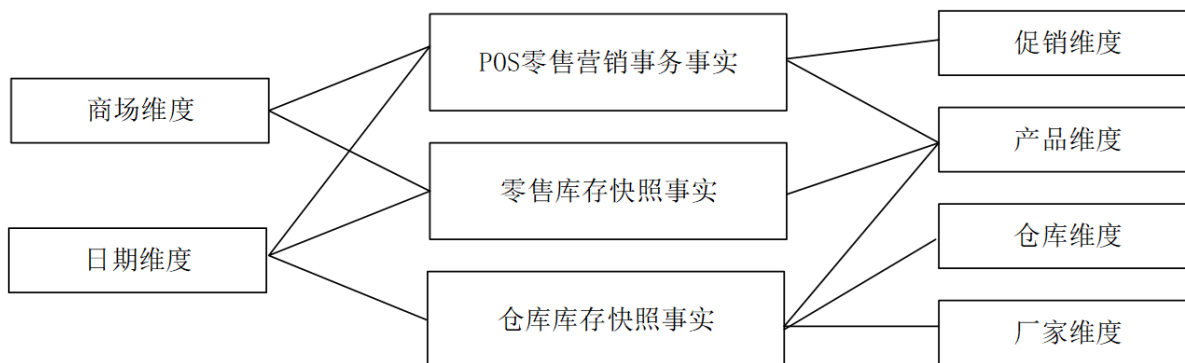 商场维度
日期维度
POS零售营销事务事实
零售库存快照事实
仓库库存快照事实
促销维度
产品维度
仓库维度
厂家维度